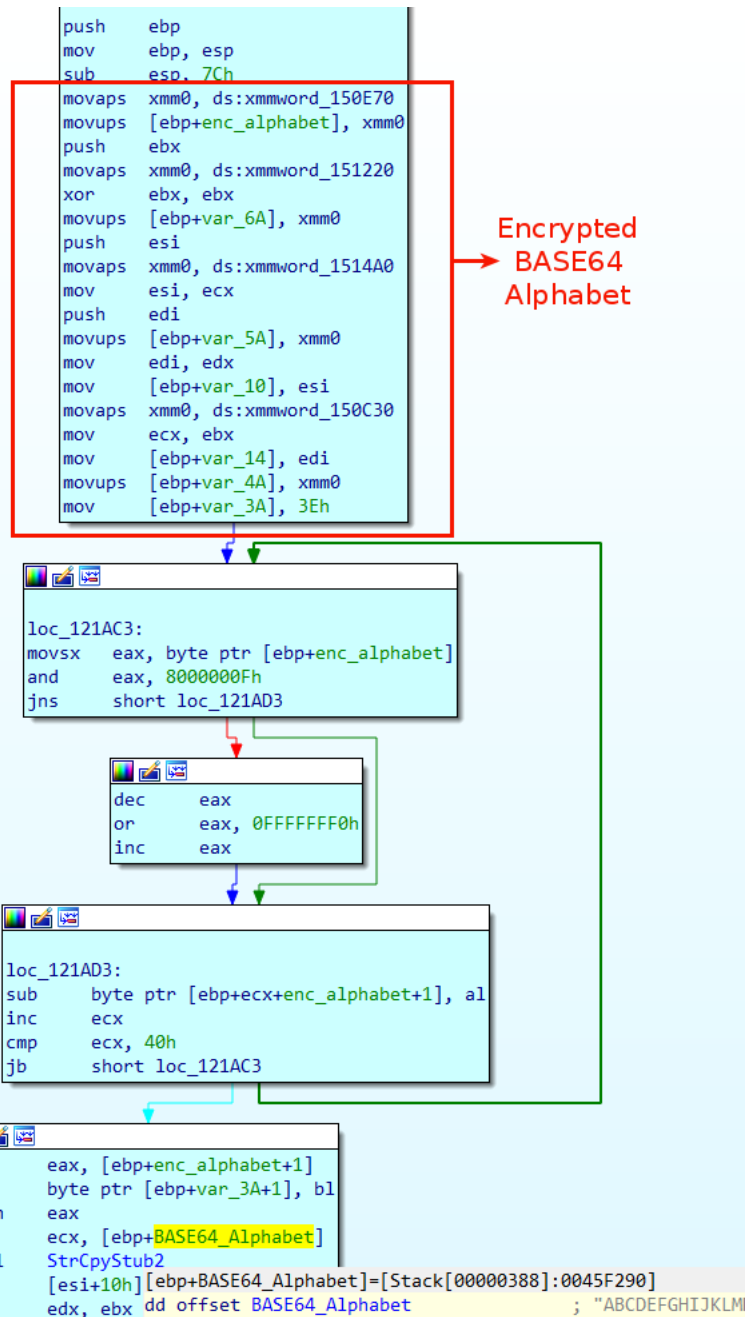 push ebp
mov ebp, esp
sub esp, 7Ch
movaps xmm0, ds:xmmword_150E70
movups [ebp+enc_alphabet], xmm0
push ebx
movaps xmm0, ds:xmmword_151220
xor ebx, ebx
movups [ebp+var_6A], xmm0
push esi
movaps xmm0, ds:xmmword_1514A0
mov esi, ecx
push edi
movups [ebp+var_5A], xmm0
mov edi, edx
mov [ebp+var_10], esi
movaps xmm0, ds:xmmword_150C30
mov ecx, ebx
mov [ebp+var_14], edi
movups [ebp+var_4A], xmm0
mov [ebp+var_3A], 3Eh
Encrypted
BASE64
Alphabet
loc_121AC3:
movsx eax, byte ptr [ebp+enc_alphabet]
and eax, 8000000Fh
jns short loc_121AD3
dec eax
or eax, 0FFFFFFF0h
inc eax
loc_121AD3:
sub byte ptr [ebp+ecx+enc_alphabet+1], al
inc ecx
cmp ecx, 40h
jb short loc_121AC3
eax, [ebp+enc_alphabet+1]
byte ptr [ebp+var_3A+1], bl
eax
ecx, [ebp+BASE64_Alphabet]
StrCpyStub2
[esi+10h] [ebp+BASE64_Alphabet]=[Stack[00000388]:0045F290]
edx, ebx dd offset BASE64_Alphabet ; "ABCDEFGHIJKLM